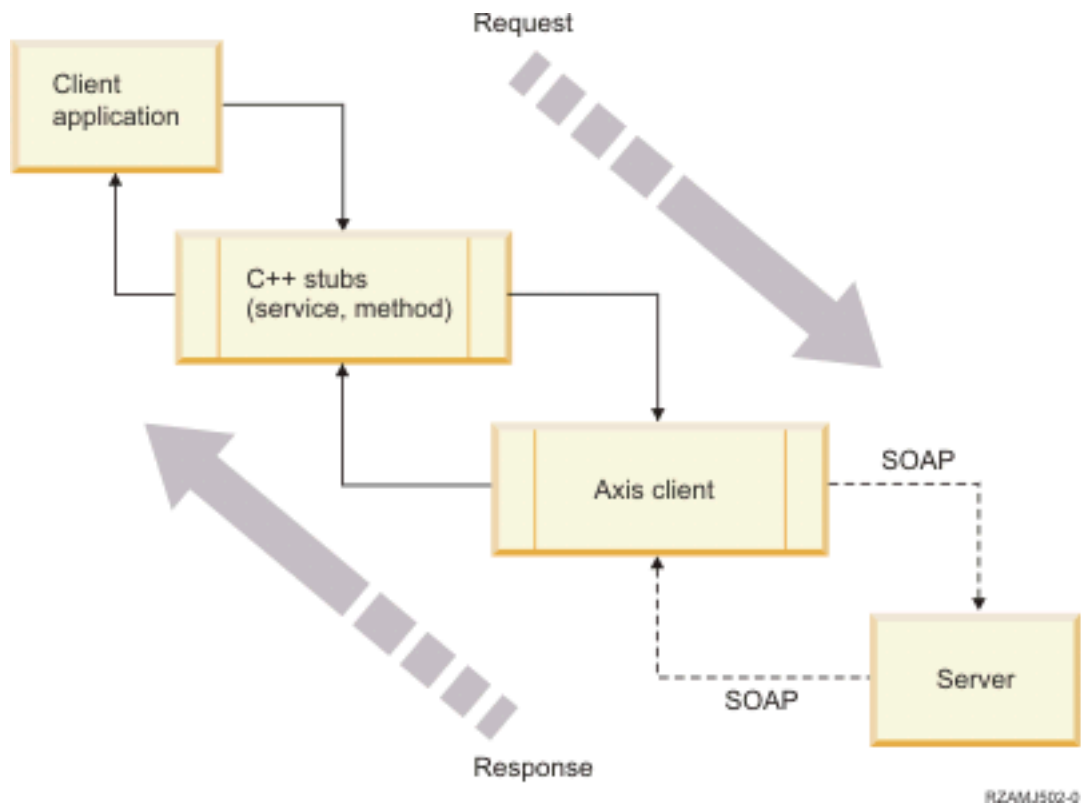 Request
Client
application
C++ stubs
(service, method)
SOAP
Axis client
Server
SOAP
Response
RZAMJ502-0